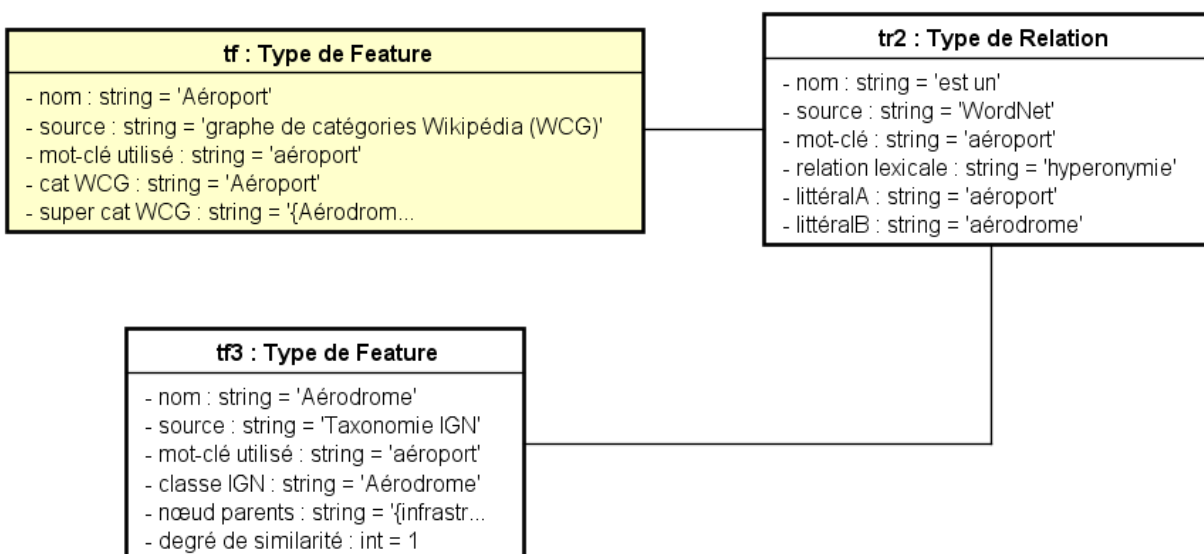 tf : Type de Feature
- nom : string = 'Aéroport'
- source : string = 'graphe de catégories Wikipédia (WCG)'
- mot-clé utilisé : string = 'aéroport'
- cat WCG : string = 'Aéroport'
- super cat WCG : string = '{Aérodrom...
tr2 : Type de Relation
- nom : string = 'est un'
- source : string = 'WordNet'
- mot-clé : string = 'aéroport'
- relation lexicale : string = 'hyperonymie'
- littéralA : string = 'aéroport'
- littéralB : string = 'aérodrome'
tf3 : Type de Feature
- nom : string = 'Aérodrome'
- source : string = 'Taxonomie IGN'
- mot-clé utilisé : string = 'aéroport'
- classe IGN : string = 'Aérodrome'
- nœud parents : string = '{infrastr...
- degré de similarité : int = 1